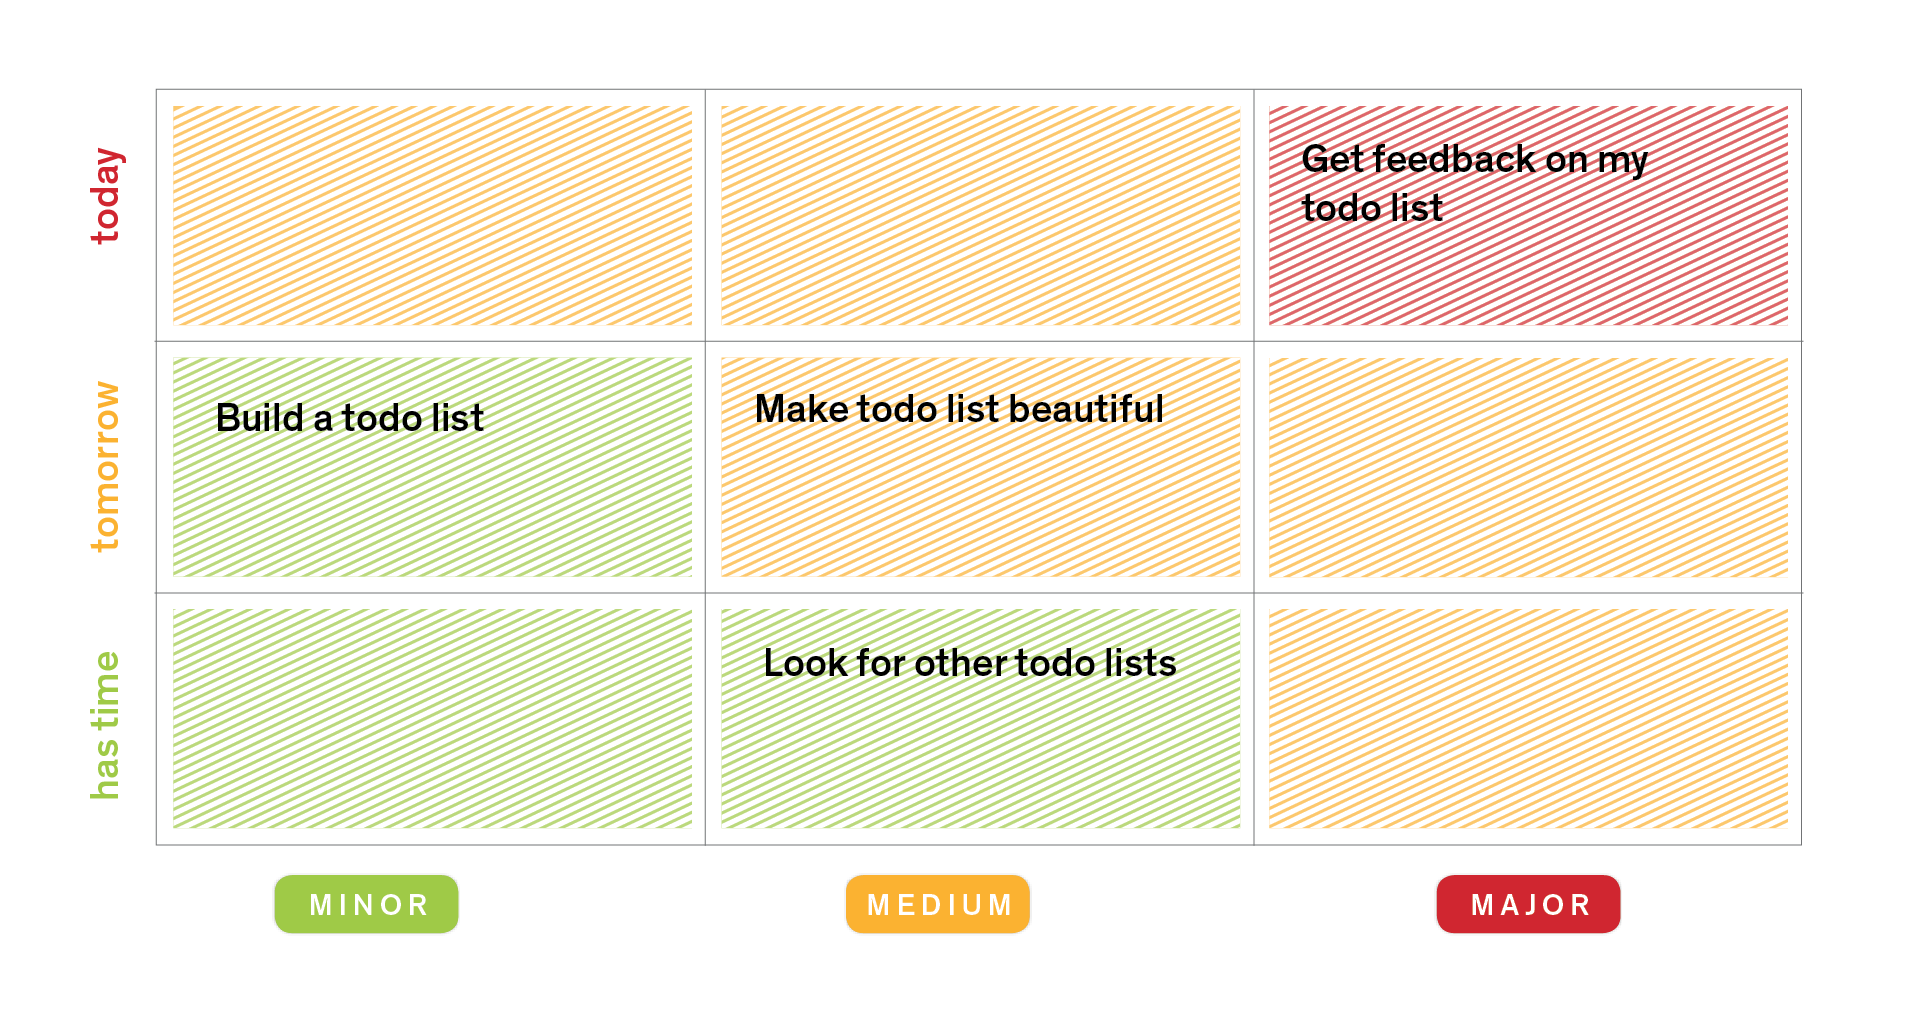 today
Get feedback on my
todo list
tomorrow
Build a todo list
Make todo list beautiful
has time
Look for other todo lists
MINOR
MEDIUM
MAJOR